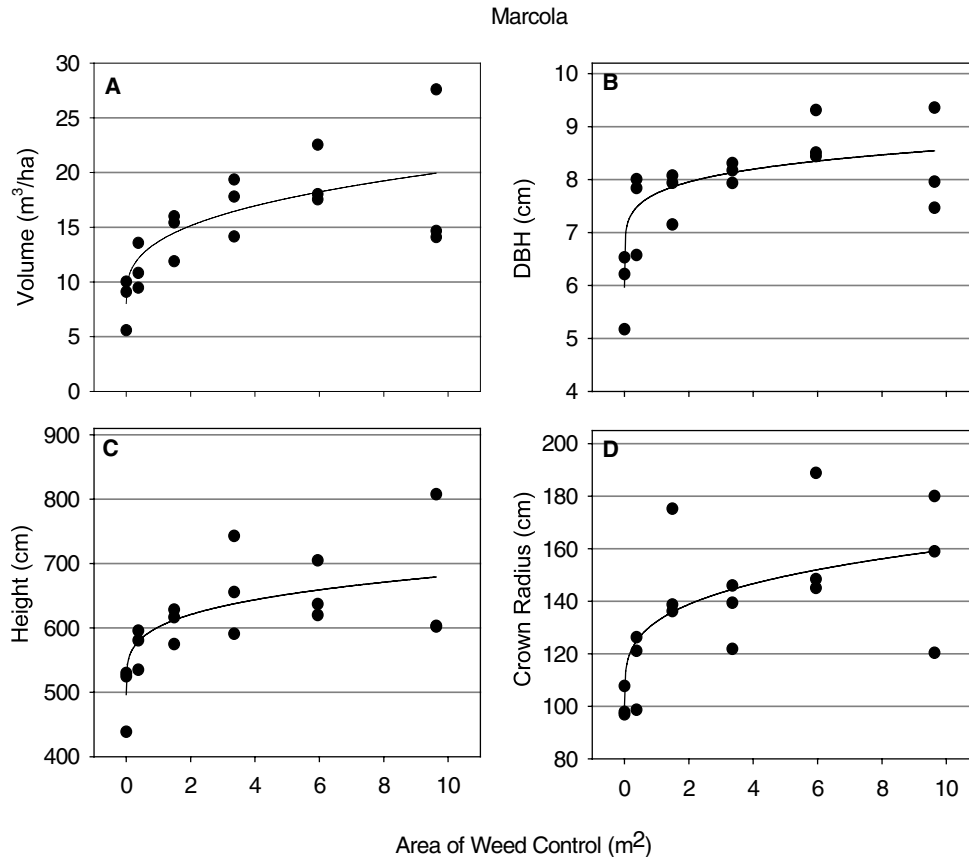 Marcola
A
Volume (m³/ha)
30
25
20
15
10
5
0
B
DBH (cm)
10
9
8
7
6
5
4
C
Height (cm)
900
800
700
600
500
400
0 2 4 6 8 10
D
Crown Radius (cm)
200
180
160
140
120
100
80
0 2 4 6 8 10
Area of Weed Control (m²)